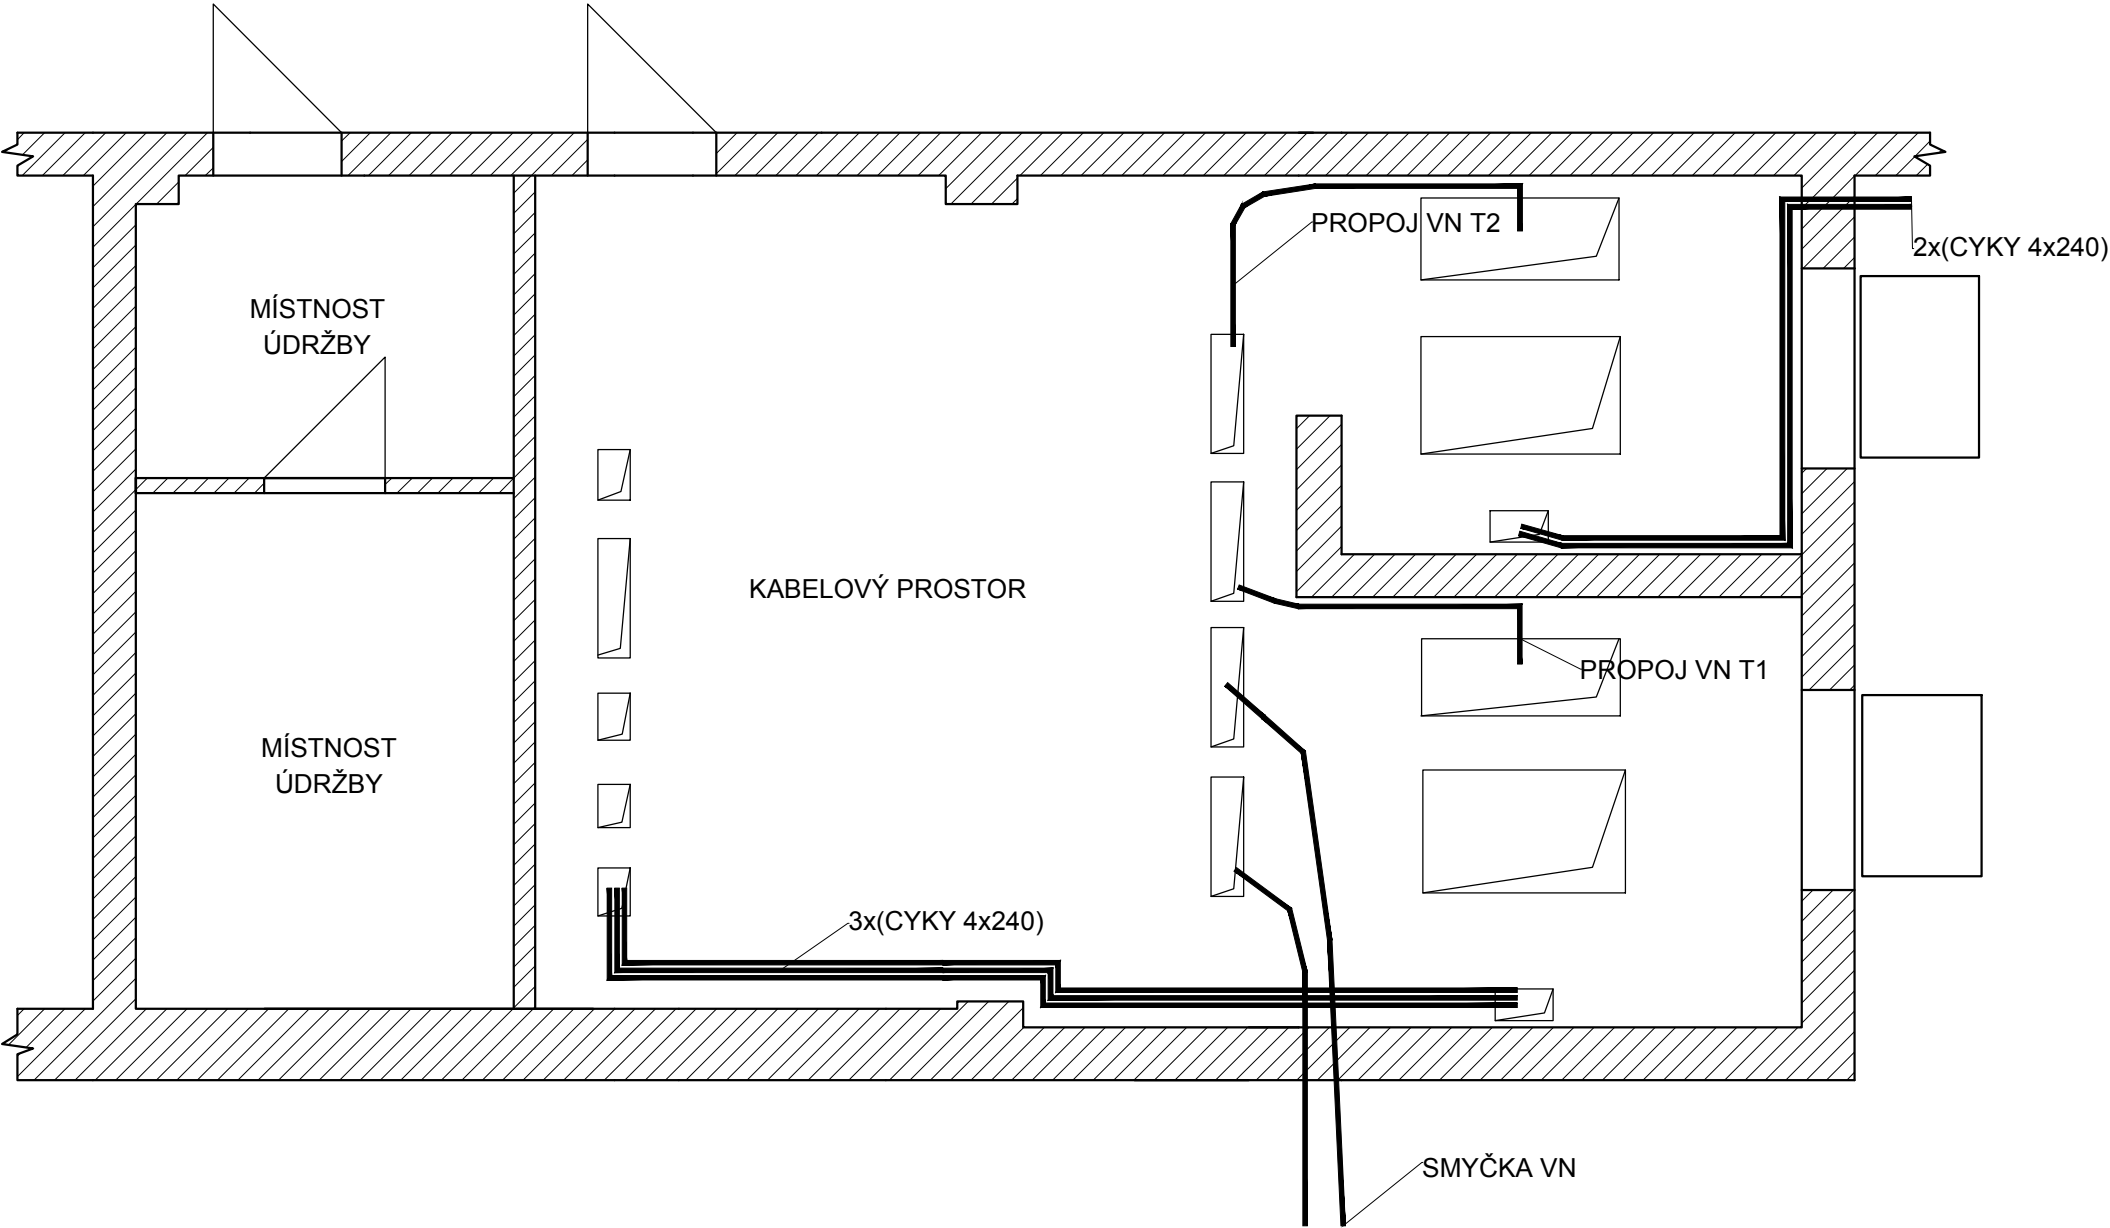 PROPOJ VN T2
2x(CYKY 4x240)
MÍSTNOST
ÚDRŽBY
KABELOVÝ PROSTOR
PROPOJ VN T1
MÍSTNOST
ÚDRŽBY
3x(CYKY 4x240)
SMYČKA VN